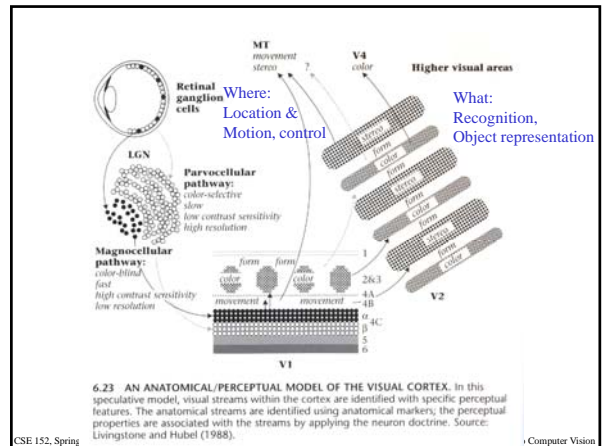 MT
movement
stereo
?
V4
color
Higher visual areas
Retinal
ganglion
cells
Where:
Location &
Motion, control
What:
Recognition,
Object representation
LGN
Parvocellular
pathway:
color-selective
slow
low contrast sensitivity
high resolution
Magnocellular
pathway:
color-blind
fast
high contrast sensitivity
low resolution
stereo
form
color
form
stereo
form
color
form
stereo
form
color
V2
1
form form
color color
2&3
4A
movement movement
4B
α
4C
β
5
6
V1
6.23 AN ANATOMICAL/PERCEPTUAL MODEL OF THE VISUAL CORTEX. In this
speculative model, visual streams within the cortex are identified with specific perceptual
features. The anatomical streams are identified using anatomical markers; the perceptual
properties are associated with the streams by applying the neuron doctrine. Source:
Livingstone and Hubel (1988).
CSE 152, Spring
Computer Vision